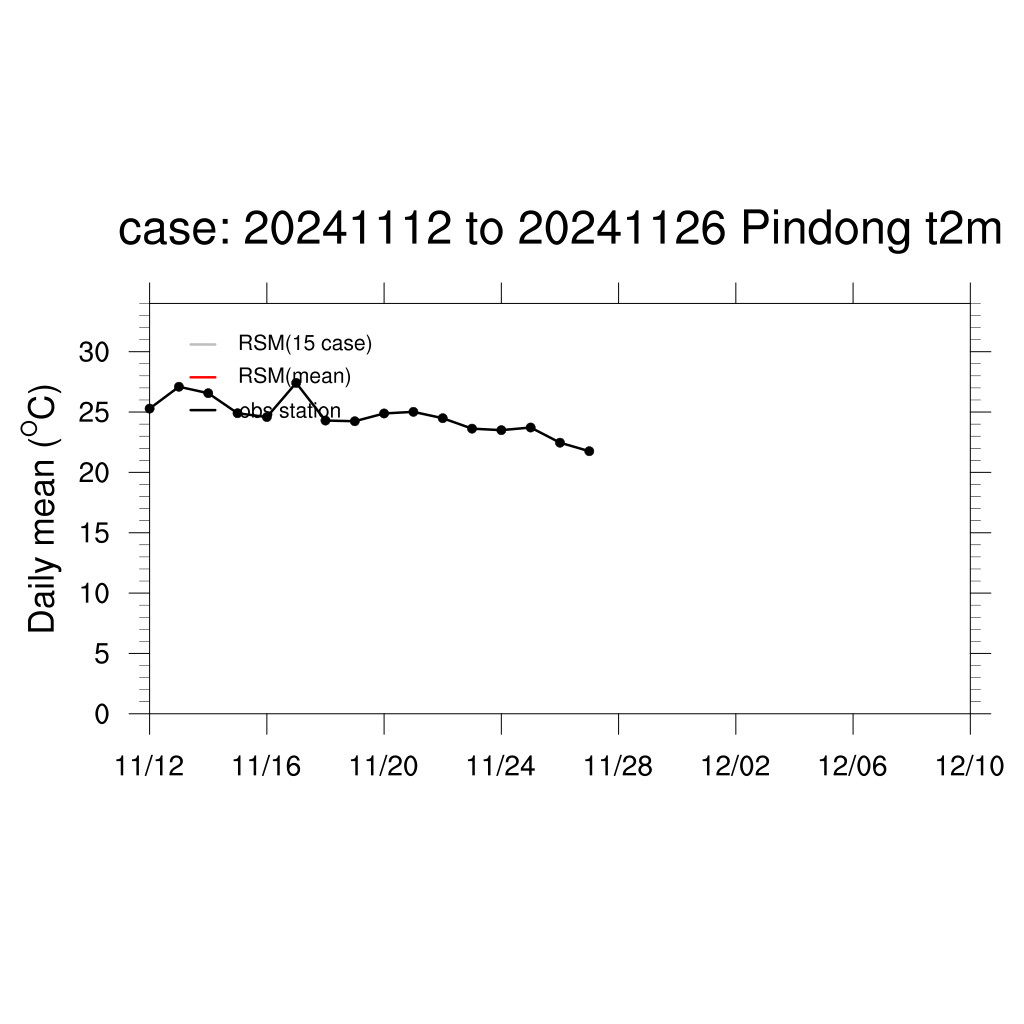 case: 20241112 to 20241126 Pindong t2m
RSM(15 case)
RSM(mean)
obs station
Daily mean (°C)
30
25
20
15
10
5
0
11/12 11/16 11/20 11/24 11/28 12/02 12/06 12/10